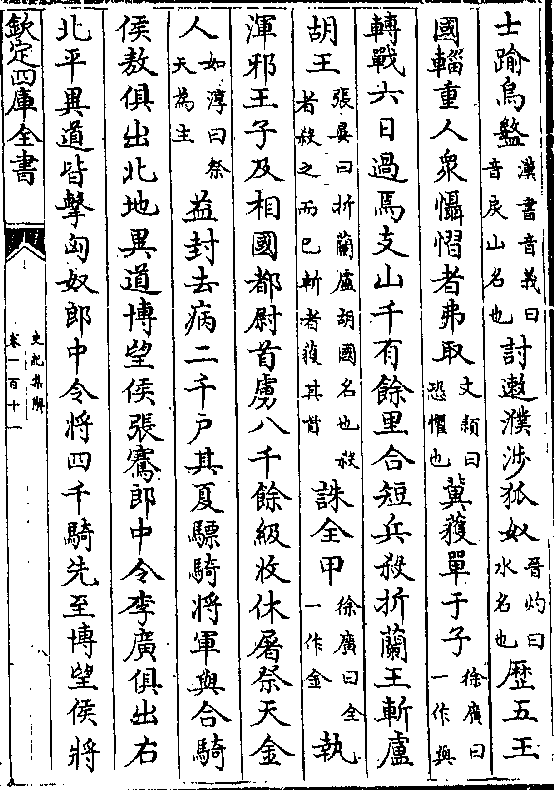 士踰烏盭漢書音義曰音戾山名也討遫濮涉狐奴晉灼曰水名也歷五王
國輜重人衆懾慴者弗取文穎曰恐懼也冀獲單于子徐廣曰一作與
轉戰六日過焉支山千有餘里合短兵殺折蘭王斬盧
胡王張晏曰折蘭盧胡國名也殺者殺之而已斬者獲其首誅全甲徐廣曰全一作金執
渾邪王子及相國都尉首虜八千餘級收休屠祭天金
人如淳曰祭天為主益封去病二千戶其夏驃騎將軍與合騎
侯敖俱出北地異道博望侯張騫郎中令李廣俱出右
北平異道皆擊匈奴郎中令將四千騎先至博望侯將
欽定四庫全書
史記集解
卷一百十一